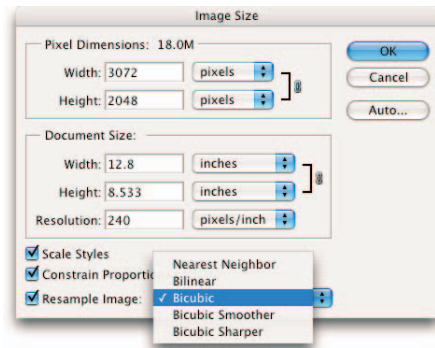 Image Size
Pixel Dimensions: 18.0M
Width: 3072 pixels
Height: 2048 pixels
OK
Cancel
Auto...
Document Size:
Width: 12.8 inches
Height: 8.533 inches
Resolution: 240 pixels/inch
Scale Styles
Constrain
Resample Image:
Nearest Neighbor
Bilinear
✓ Bicubic
Bicubic Smoother
Bicubic Sharper